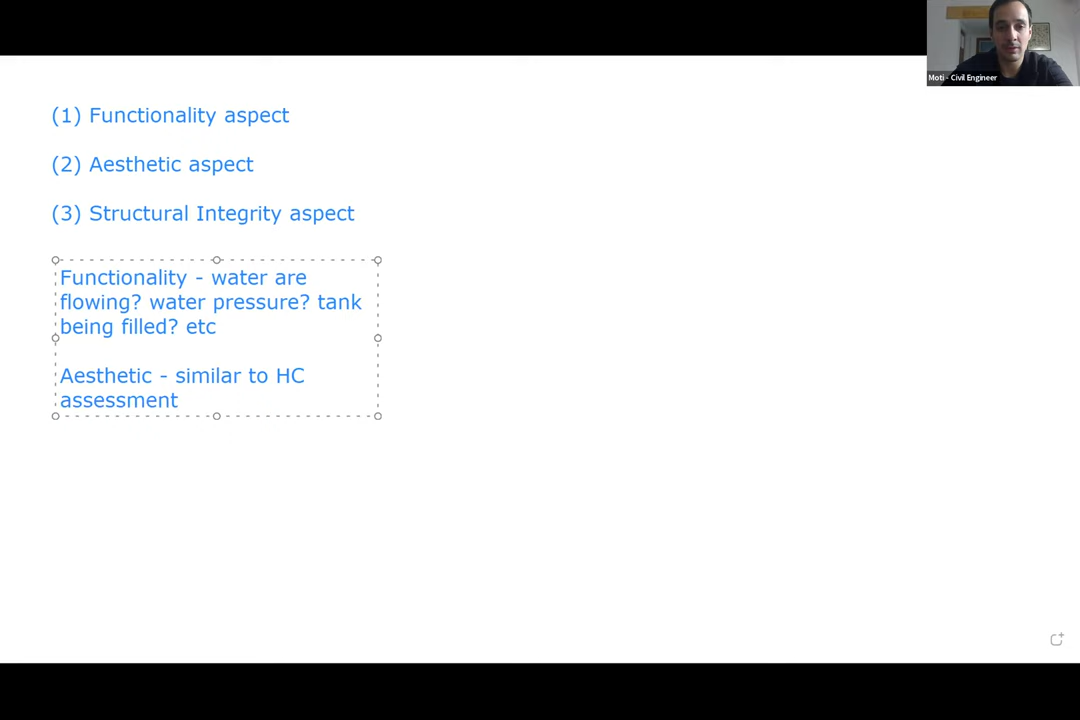 Moti - Civil Engineer
(1) Functionality aspect
(2) Aesthetic aspect
(3) Structural Integrity aspect
Functionality - water are
flowing? water pressure? tank
being filled? etc
Aesthetic - similar to HC
assessment